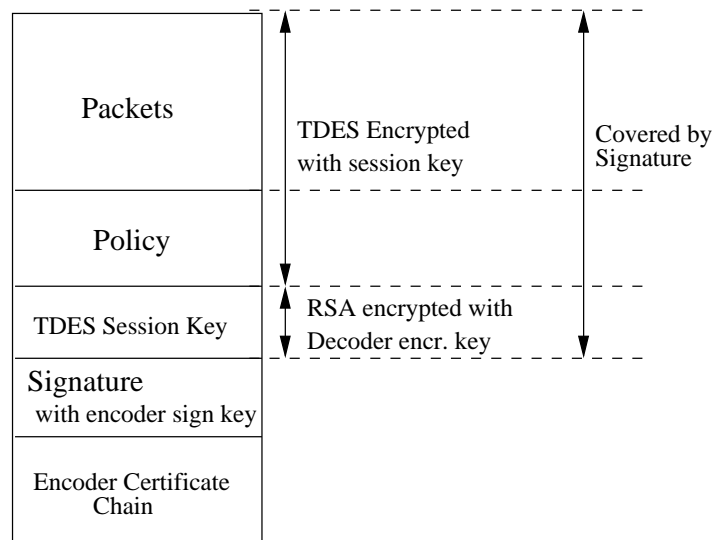 Packets
TDES Encrypted
with session key
Covered by
Signature
Policy
TDES Session Key
RSA encrypted with
Decoder encr. key
Signature
with encoder sign key
Encoder Certificate
Chain